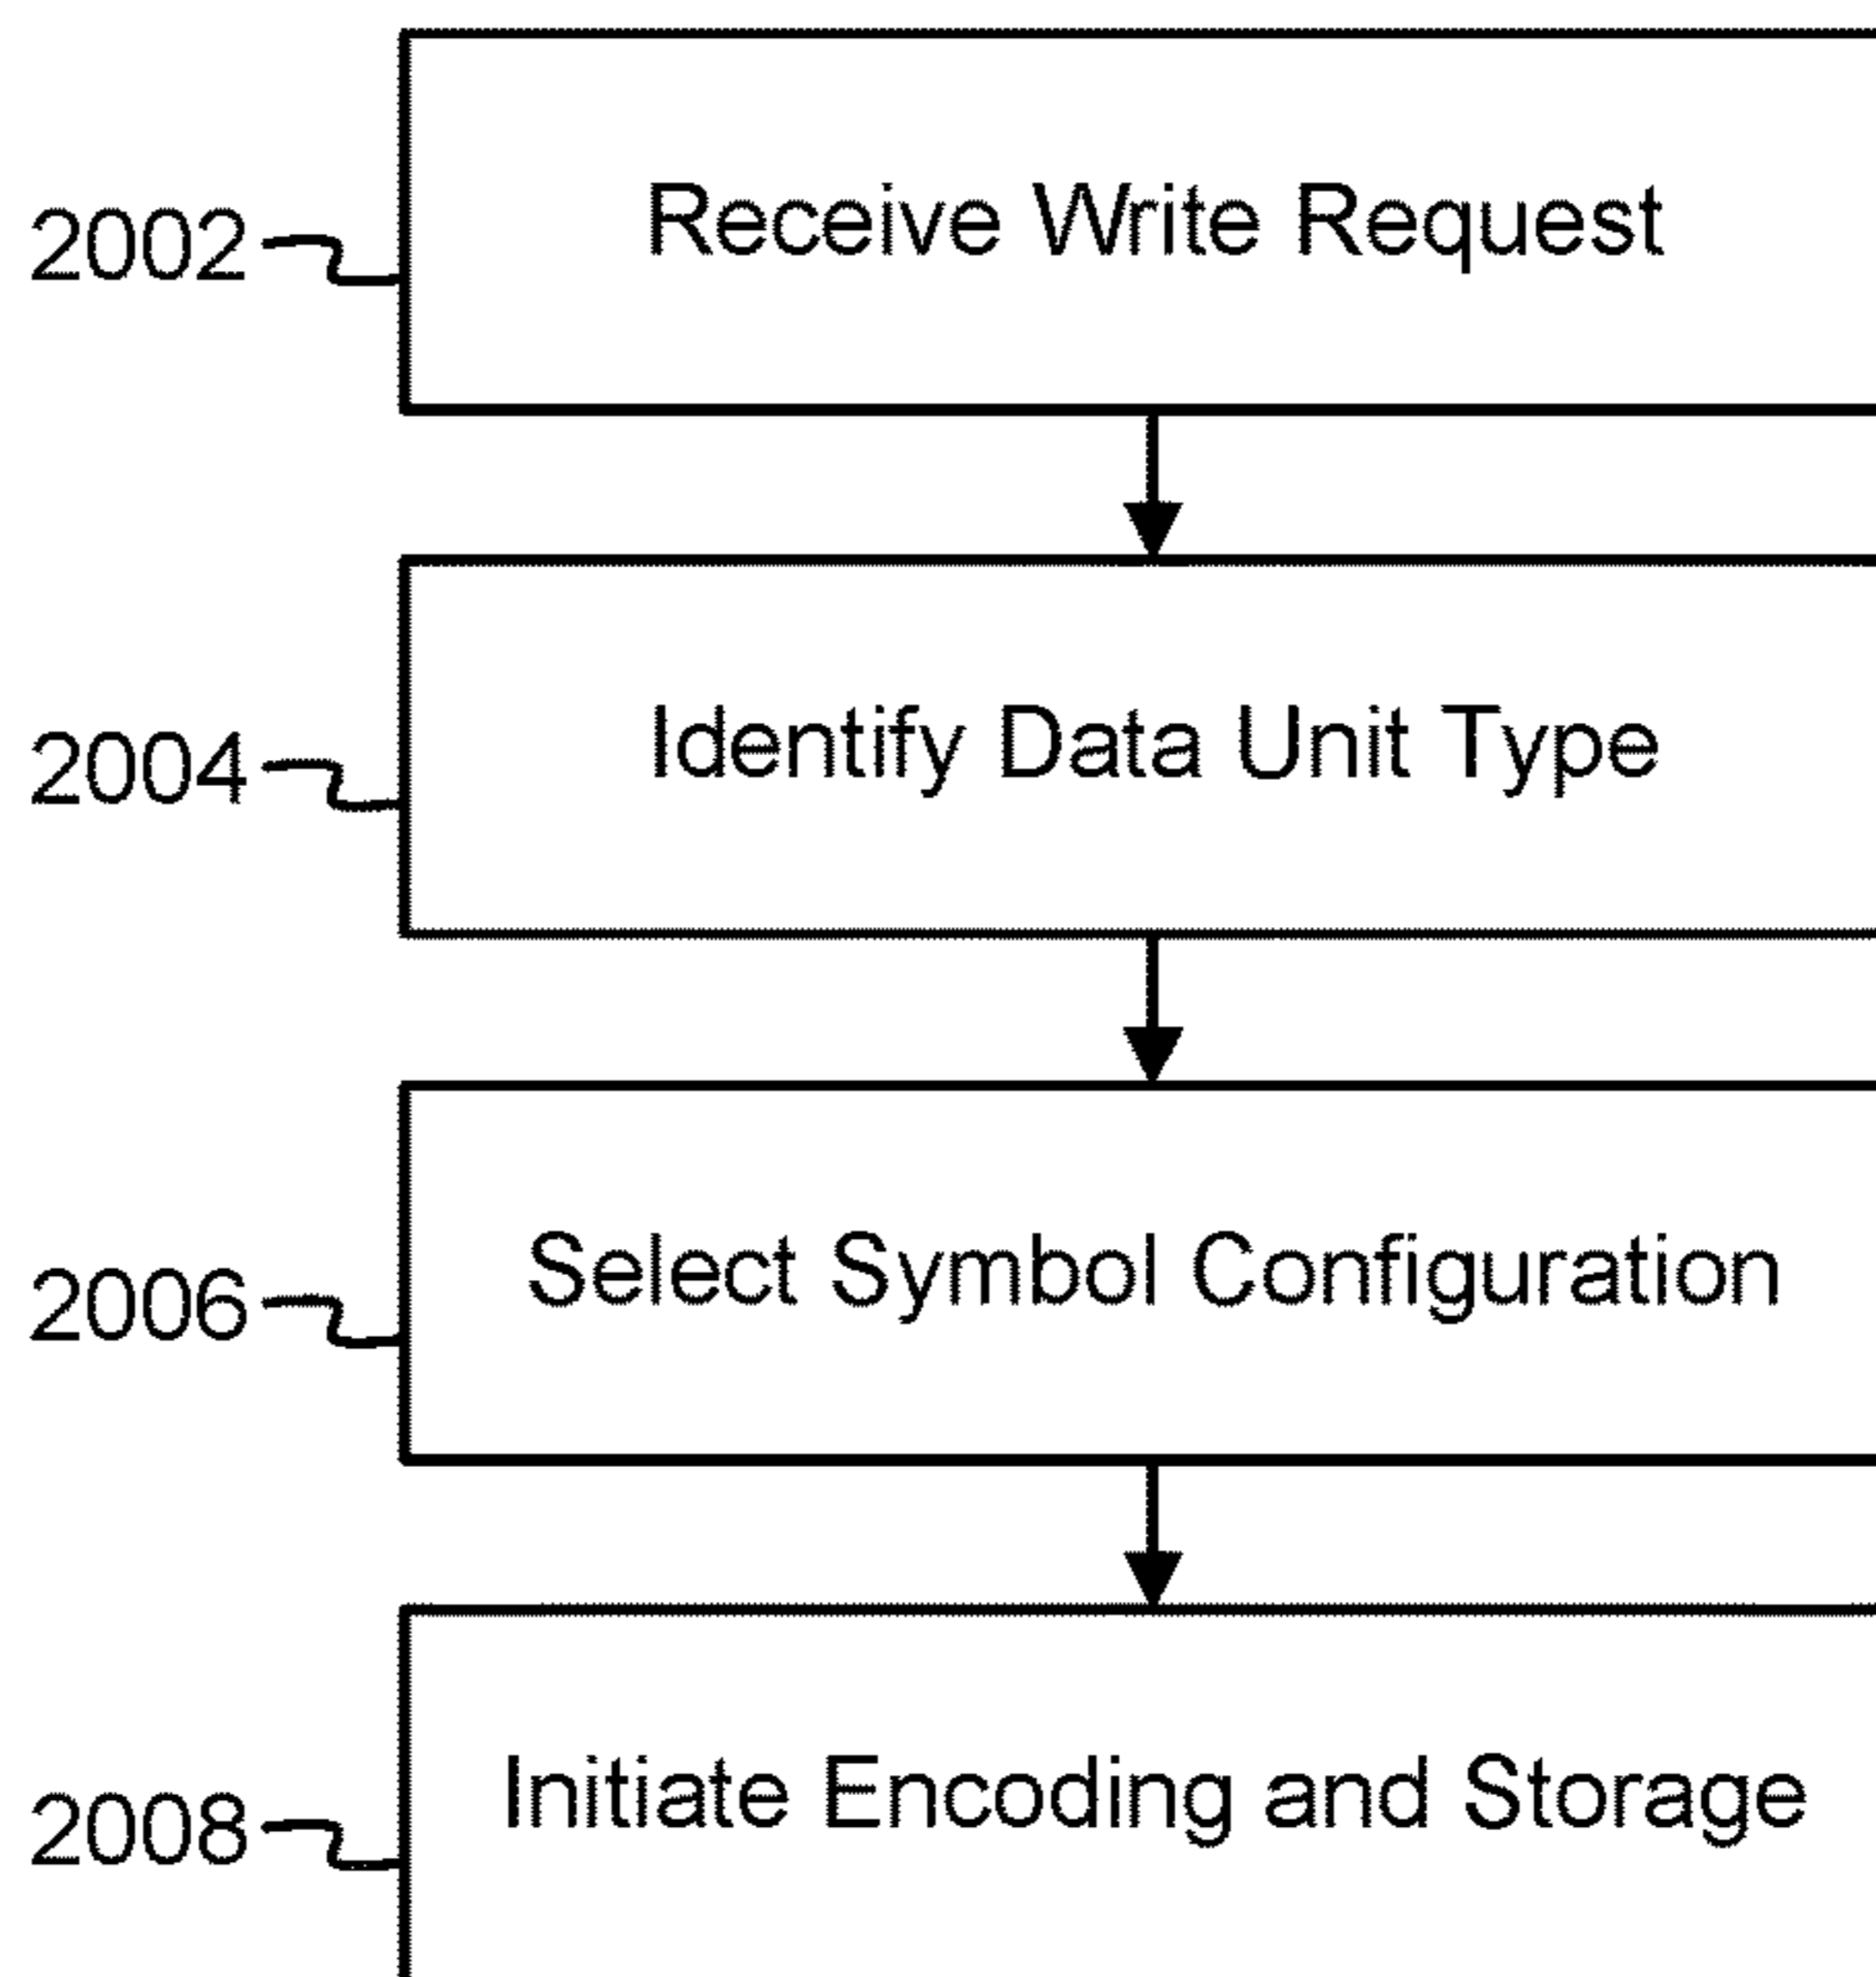 Receive Write Request
2002
Identify Data Unit Type
2004
Select Symbol Configuration
2006
Initiate Encoding and Storage
2008